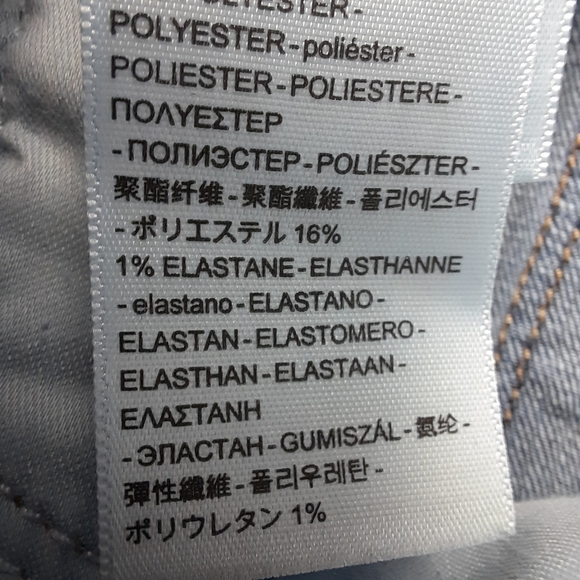 POLYESTER-
POLYESTER-poliéster-
POLIESTER-POLIESTERE-
ΠΟΛΥΕΣΤΕΡ
-ПОЛИЭСТЕР-POLIÉSZTER-
聚酯纤维-聚酯纖維-폴리에스터
-ポリエステル 16%
1% ELASTANE-ELASTHANNE
-elastano-ELASTANO-
ELASTAN-ELASTOMERO-
ELASTHAN-ELASTAAN-
ΕΛΑΣΤΑΝΗ
-ЭЛАСТАН-GUMISZÁL-氨纶-
彈性纖維-폴리우레탄-
ポリウレタン 1%